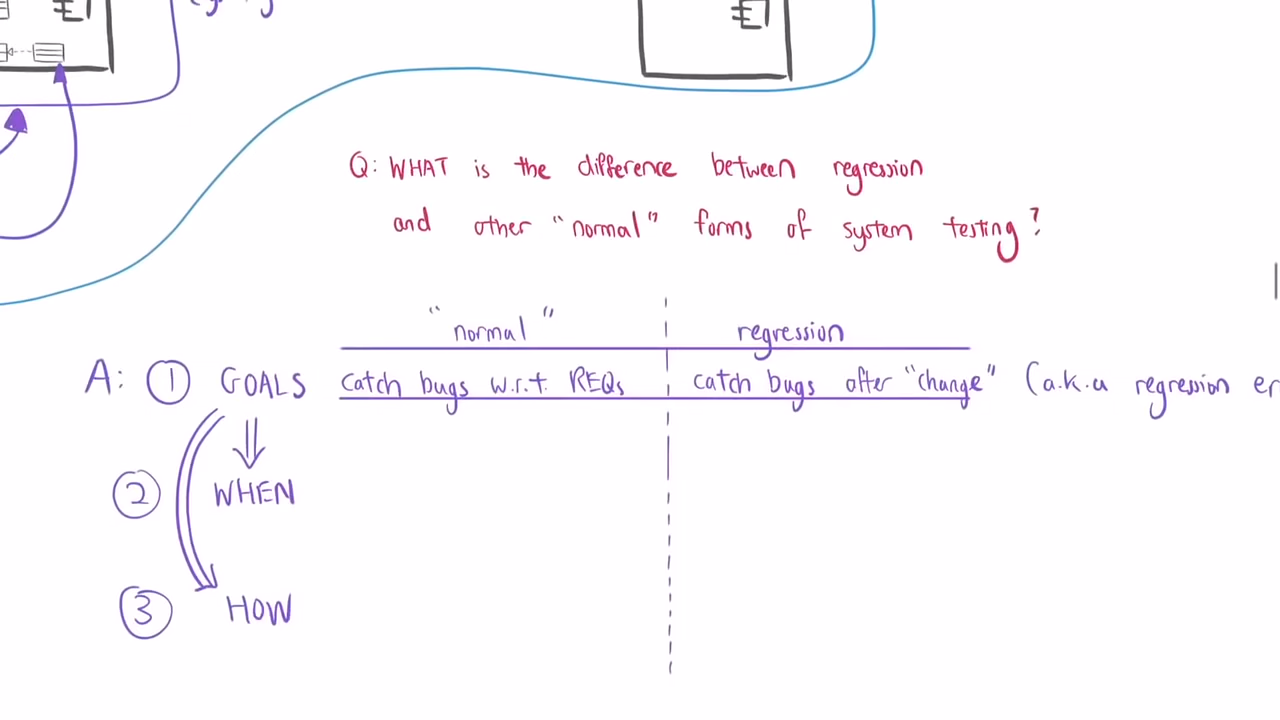 Q: WHAT is the difference between regression
and other "normal" forms of system testing?
"normal" regression
A: ① GOALS catch bugs w.r.t. REQs catch bugs after "change" (a.k.a regression er
② WHEN
③ HOW